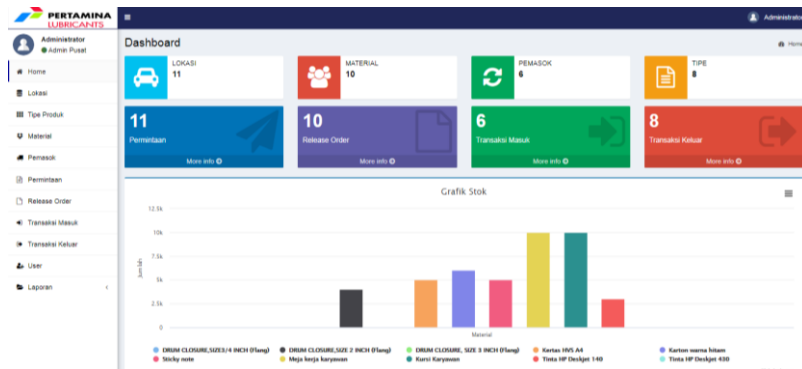 PERTAMINA
LUBRICANTS
Administrator
Administrator
Admin Pusat
Home
Lokasi
Tipe Produk
Material
Pemasok
Permintaan
Release Order
Transaksi Masuk
Transaksi Keluar
User
Laporan
Dashboard
Home
LOKASI
11
MATERIAL
10
PEMASOK
6
TIPE
8
11
Permintaan
More info
10
Release Order
More info
6
Transaksi Masuk
More info
8
Transaksi Keluar
More info
Grafik Stok
12.5k
10k
7.5k
5k
2.5k
0
Jumlah
Material
DRUM CLOSURE,SIZE3/4 INCH (Flang)
DRUM CLOSURE,SIZE 2 INCH (Flang)
DRUM CLOSURE, SIZE 3 INCH (Flang)
Kertas HVS A4
Karton warna hitam
Sticky note
Meja kerja karyawan
Kursi Karyawan
Tinta HP Deskjet 140
Tinta HP Deskjet 430